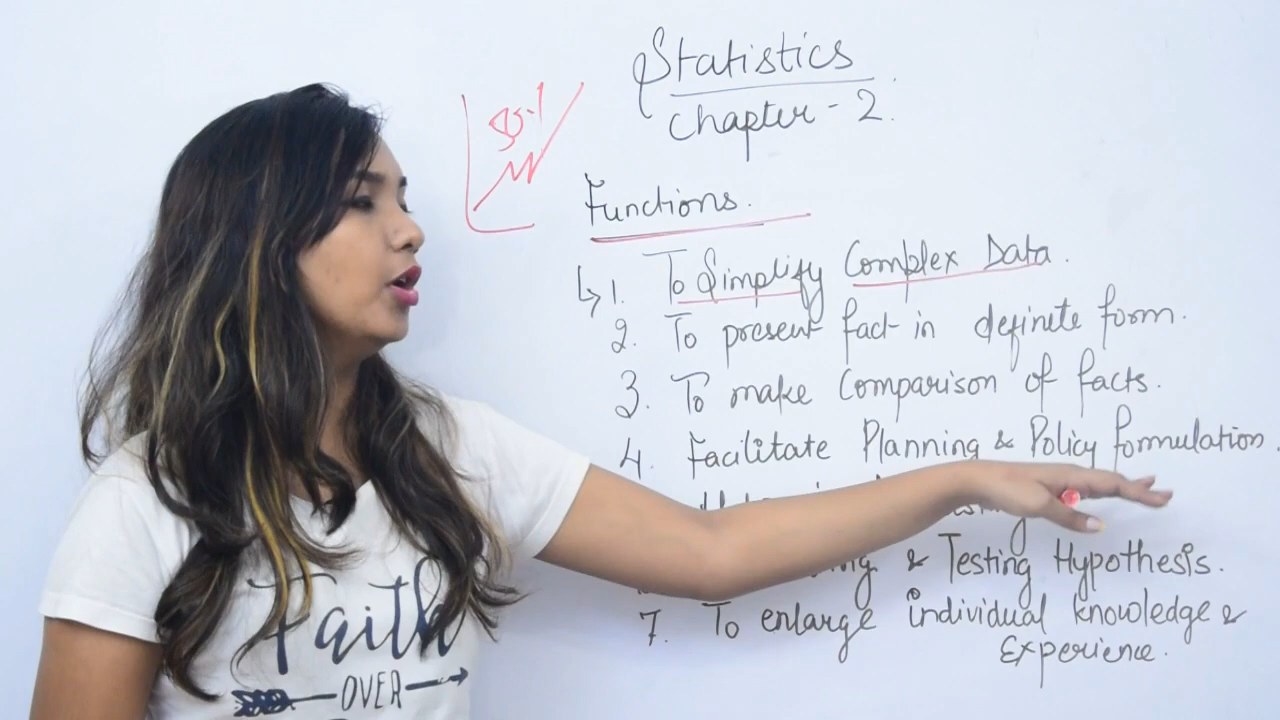 Statistics
Chapter - 2.
Functions.
1. To Simplify Complex Data.
2. To present fact in definite form.
3. To make Comparison of facts.
4. Facilitate Planning & Policy formulation.
& Testing Hypothesis.
7. To enlarge individual knowledge &
Experience.
Faith
OVER